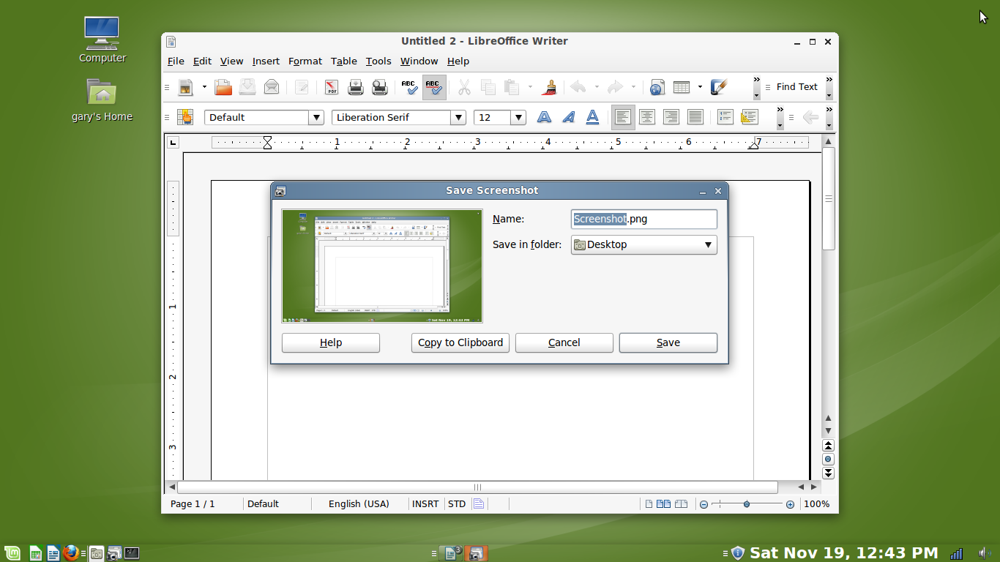 Computer
gary's Home
Untitled 2 - LibreOffice Writer
File Edit View Insert Format Table Tools Window Help
PDF ABC ABC » Find Text »
Default Liberation Serif 12 A A A » »
1 2 3 4 5 6 7
Save Screenshot
Name: Screenshot.png
Save in folder: Desktop
Help Copy to Clipboard Cancel Save
1
2
3
Page 1 / 1 Default English (USA) INSRT STD 100%
3 Sat Nov 19, 12:43 PM